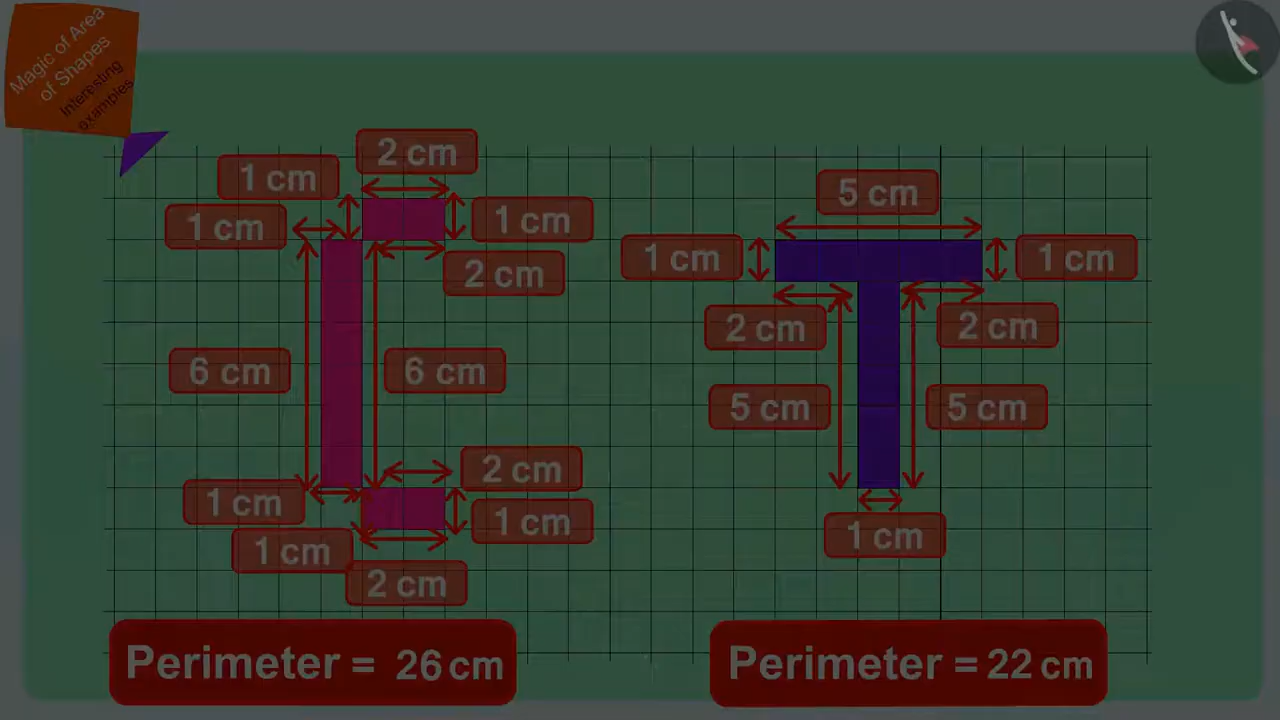 Magic of Area
of Shapes
Interesting
examples
2 cm
1 cm
1 cm
1 cm
2 cm
6 cm
6 cm
2 cm
1 cm
1 cm
1 cm
2 cm
Perimeter = 26 cm
5 cm
1 cm
1 cm
2 cm
2 cm
5 cm
5 cm
1 cm
Perimeter = 22 cm